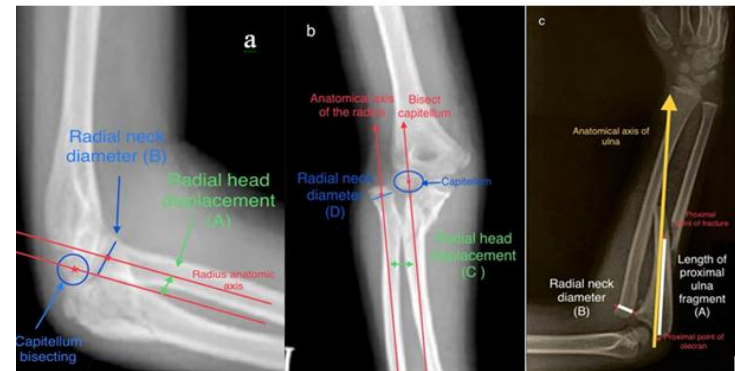 a
Radial neck
diameter (B)
Radial head
displacement
(A)
Radius anatomic
axis
Capitellum
bisecting
b
Anatomical axis
of the radius
Bisect
capitellum
Radial neck
diameter
(D)
Capitellum
Radial head
displacement
(C )
c
Anatomical axis of
ulna
Proximal
point of fracture
Length of
proximal
ulna
fragment
(A)
Radial neck
diameter
(B)
Proximal point of
olecran